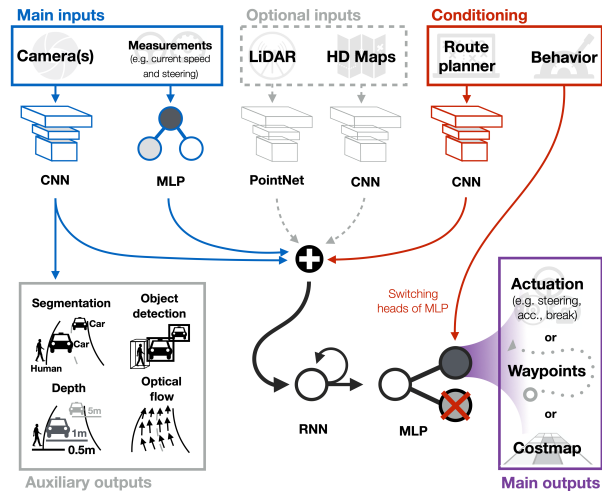 Main inputs
Optional inputs
Conditioning
Camera(s)
Measurements
(e.g. current speed
and steering)
LiDAR
HD Maps
Route
planner
Behavior
CNN
MLP
PointNet
CNN
CNN
Switching
heads of MLP
Segmentation
Car
Car
Human
Object
detection
Depth
5m
1m
0.5m
Optical
flow
Auxiliary outputs
RNN
MLP
Actuation
(e.g. steering,
acc., break)
or
Waypoints
or
Costmap
Main outputs